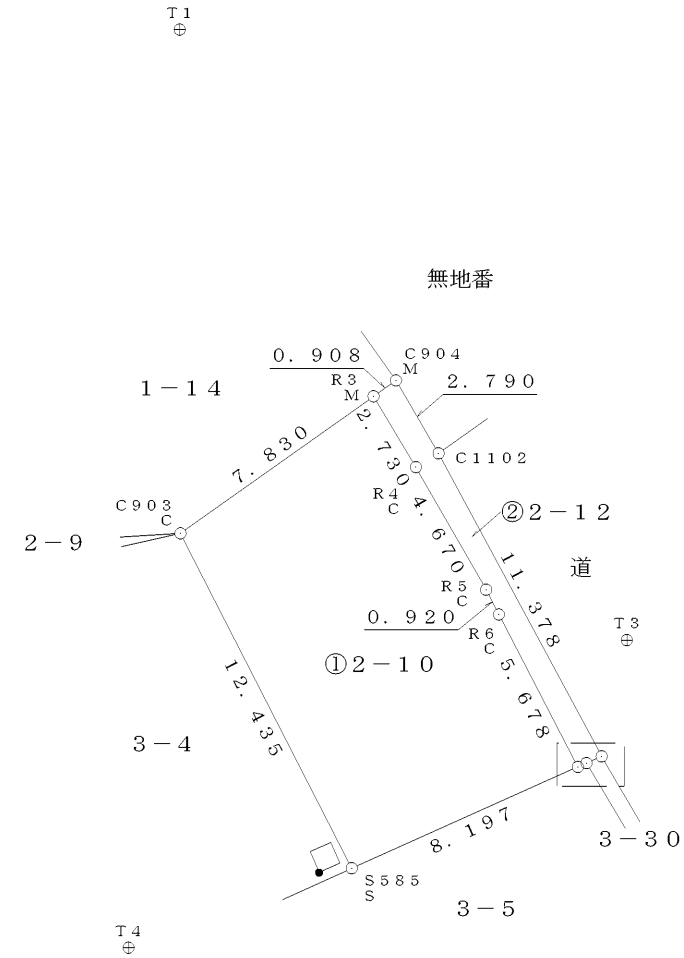 Ｔ１
無地番
０．９０８
Ｃ９０４
Ｍ
Ｒ３
Ｍ
２．７９０
１－１４
２．７３０
７．８３０
Ｃ１１０２
Ｒ４
Ｃ
Ｃ９０３
Ｃ
４．６７０
②２－１２
２－９
１１．３７８
道
Ｒ５
Ｃ
０．９２０
Ｒ６
Ｃ
Ｔ３
①２－１０
５．６７８
１２．４３５
３－４
８．１９７
３－３０
Ｓ５８５
Ｓ
３－５
Ｔ４